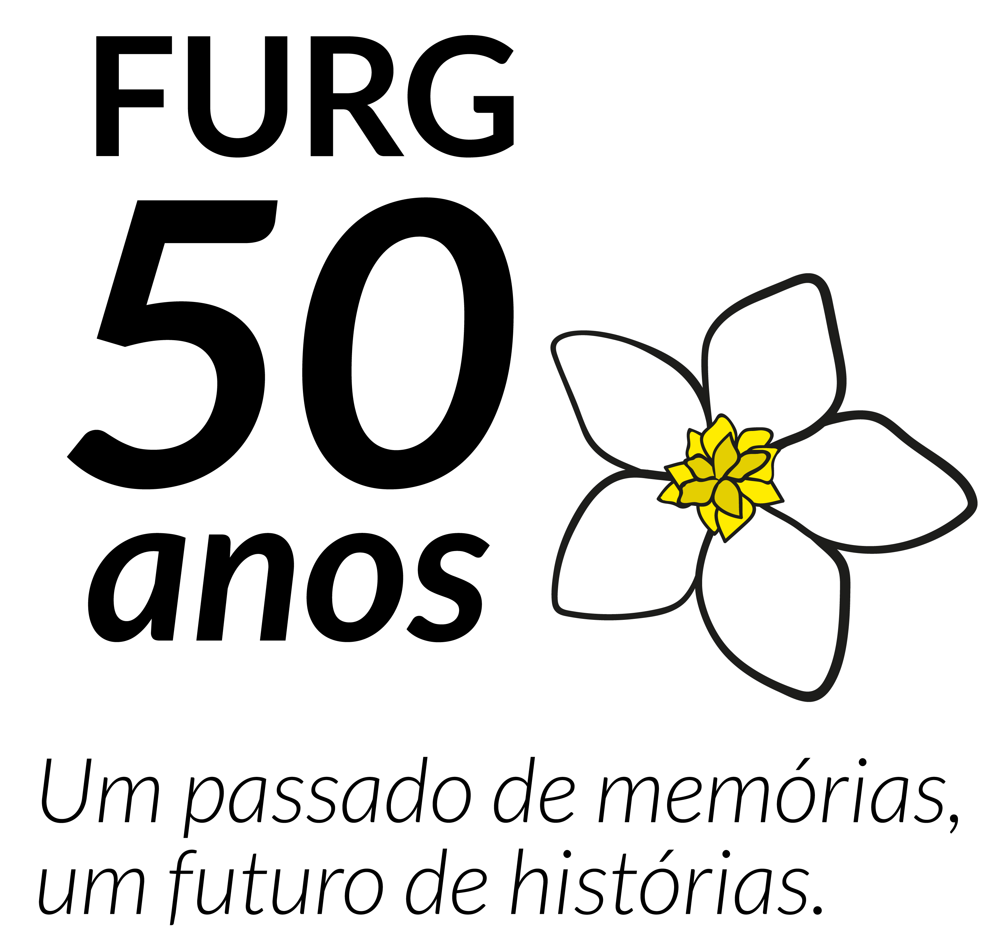 FURG
50
anos
Um passado de memórias,
um futuro de histórias.